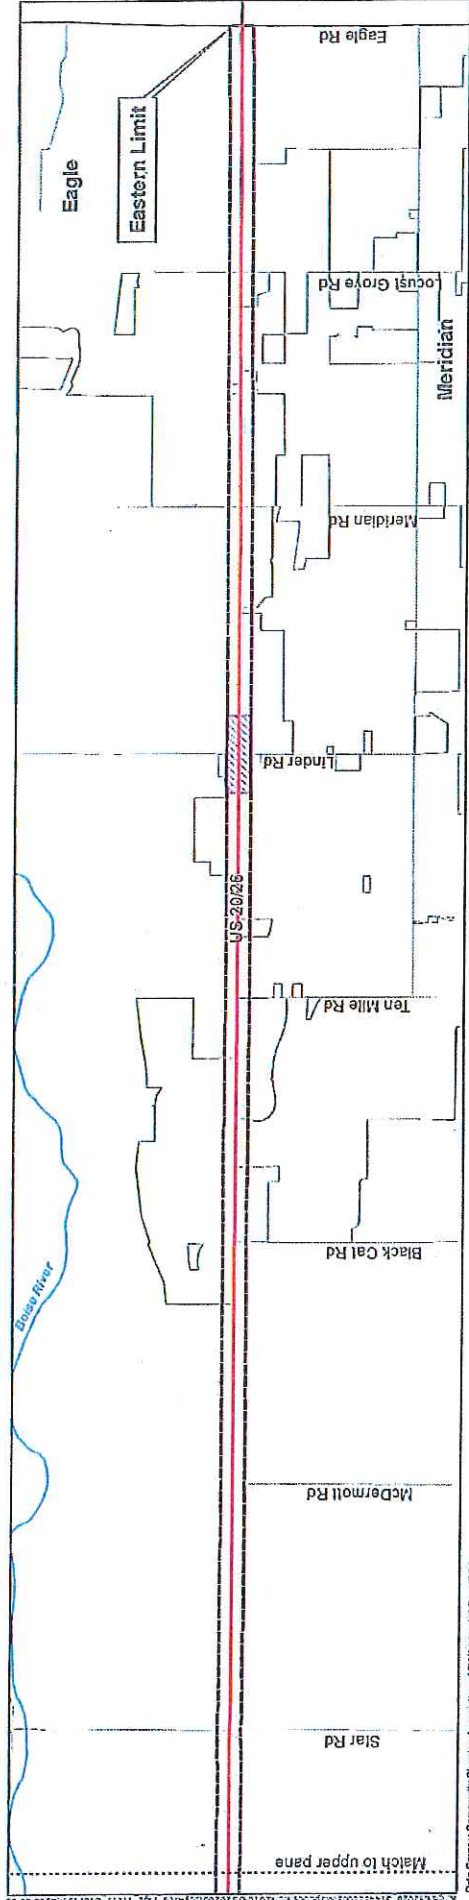 Eagle
Eastern Limit
Eagle Rd
Locust Grove Rd
Meridian
Meridian Rd
Linder Rd
US-20/26
Ten Mile Rd
Black Cat Rd
Boise River
McDermott Rd
Star Rd
Match to upper pane